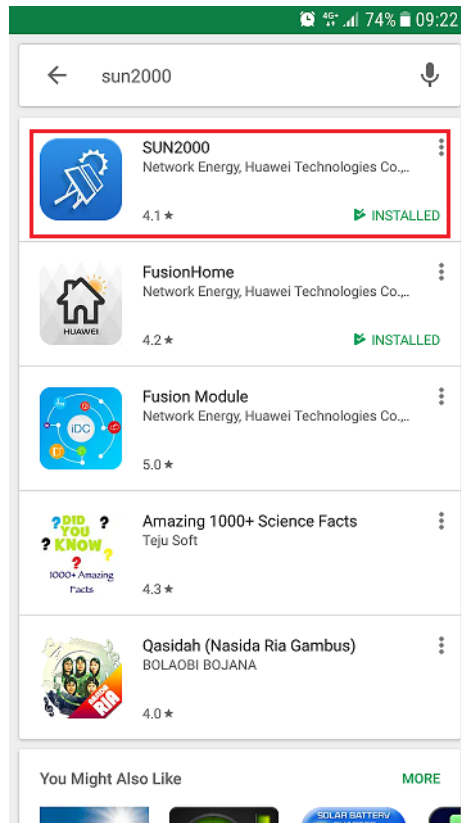 4G+ 74% 09:22
sun2000
SUN2000
Network Energy, Huawei Technologies Co.,..
4.1 ★ INSTALLED
FusionHome
Network Energy, Huawei Technologies Co.,..
HUAWEI
4.2 ★ INSTALLED
Fusion Module
Network Energy, Huawei Technologies Co.,..
iDC
5.0 ★
Amazing 1000+ Science Facts
Teju Soft
?DID ?
YOU
? KNOW ?
?
1000+ Amazing
Facts
4.3 ★
Qasidah (Nasida Ria Gambus)
BOLAOBI BOJANA
RIA
4.0 ★
You Might Also Like MORE
SOLAR BATTERY